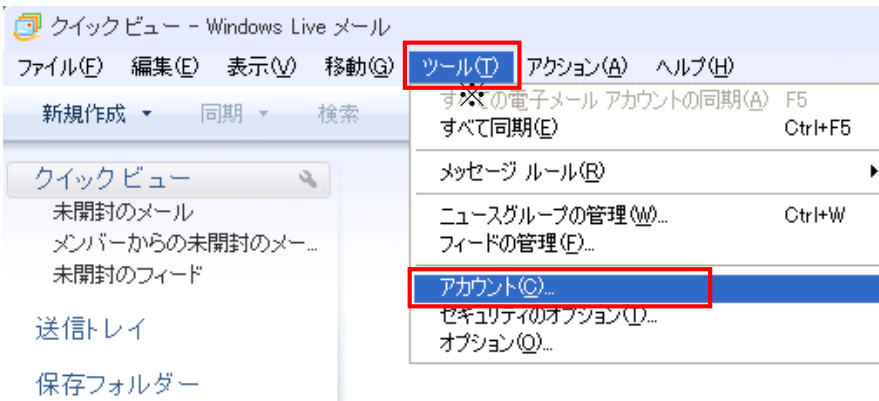 クイック ビュー - Windows Live メール
ファイル(F) 編集(E) 表示(V) 移動(G) ツール(T) アクション(A) ヘルプ(H)
新規作成 同期 検索
※
すべての電子メール アカウントの同期(A) F5
すべて同期(E) Ctrl+F5
メッセージ ルール(R)
ニュースグループの管理(W)... Ctrl+W
フィードの管理(F)...
アカウント(C)...
セキュリティのオプション(T)...
オプション(O)...
クイック ビュー
未開封のメール
メンバーからの未開封のメー...
未開封のフィード
送信トレイ
保存フォルダー